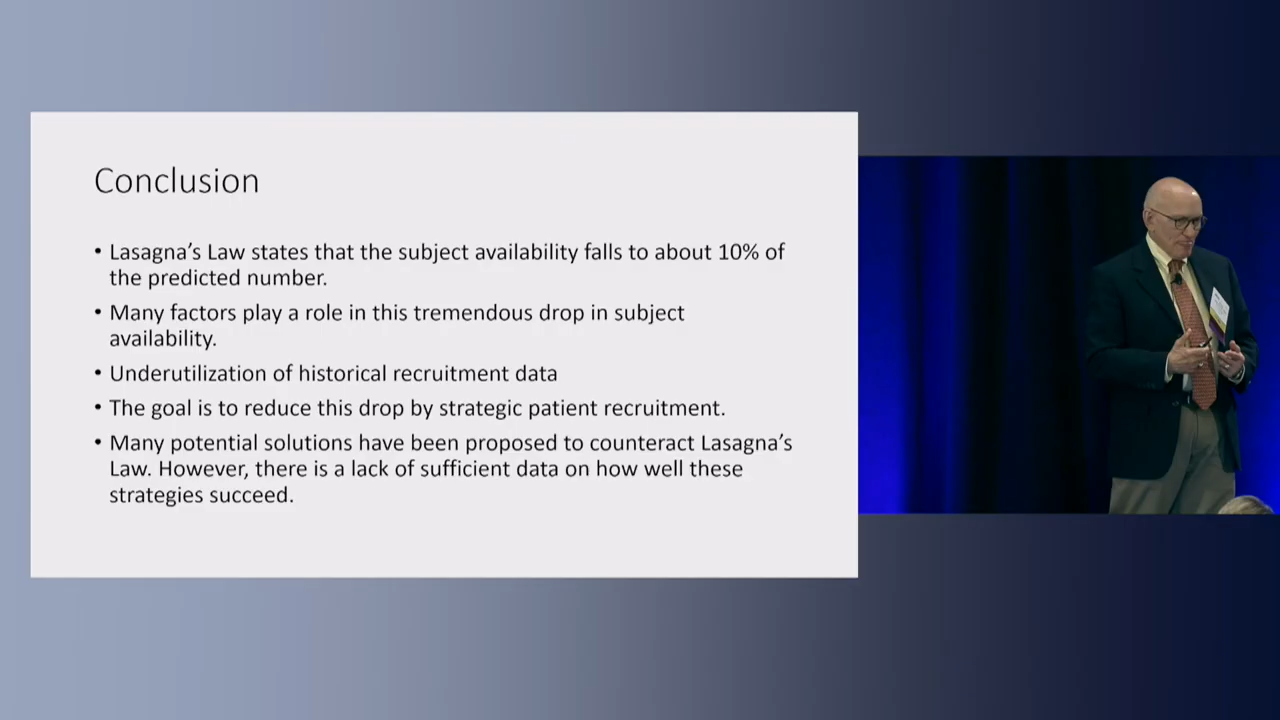 Conclusion
• Lasagna’s Law states that the subject availability falls to about 10% of
the predicted number.
• Many factors play a role in this tremendous drop in subject
availability.
• Underutilization of historical recruitment data
• The goal is to reduce this drop by strategic patient recruitment.
• Many potential solutions have been proposed to counteract Lasagna’s
Law. However, there is a lack of sufficient data on how well these
strategies succeed.